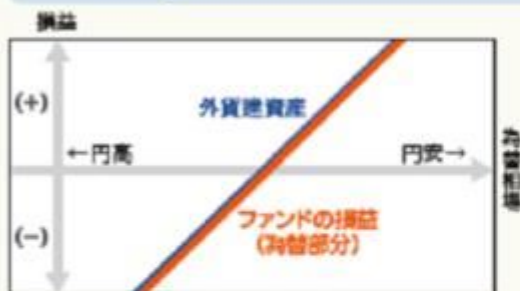 損益
(+)
外貨建資産
←円高
円安→
為替市場
(−)
ファンドの損益
(為替部分)